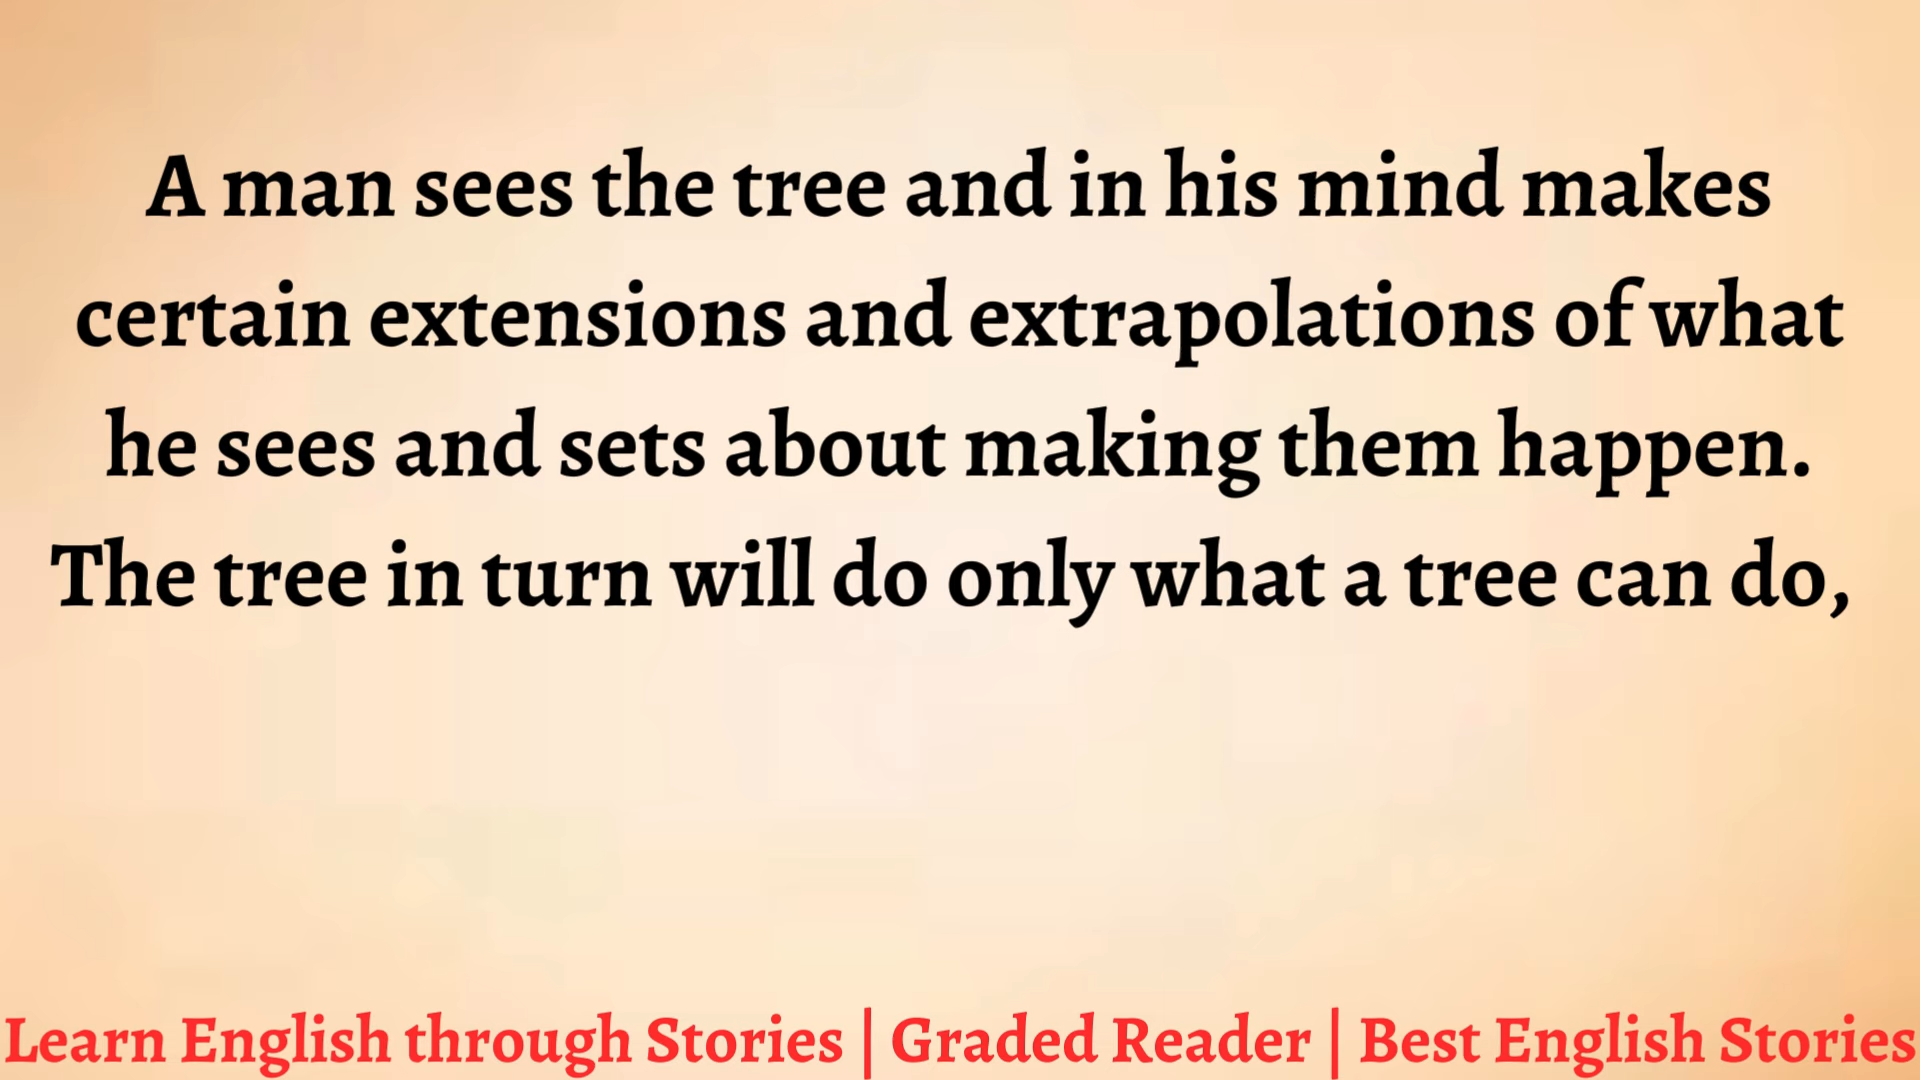 A man sees the tree and in his mind makes
certain extensions and extrapolations of what
he sees and sets about making them happen.
The tree in turn will do only what a tree can do,
Learn English through Stories | Graded Reader | Best English Stories